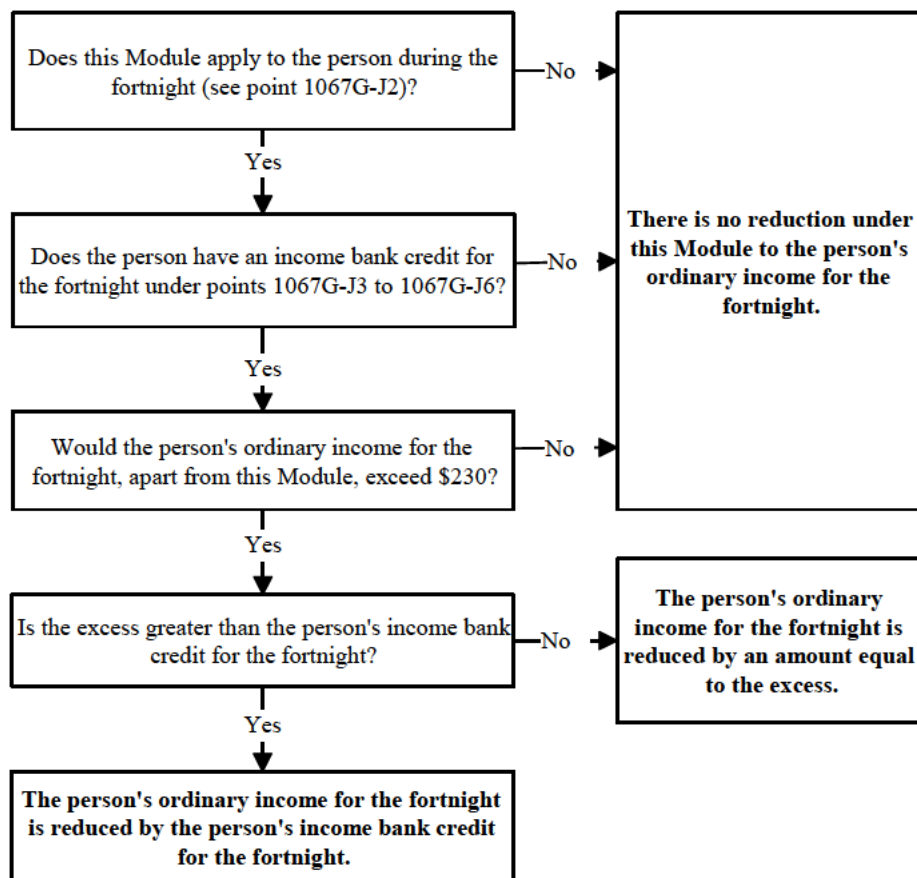 Does this Module apply to the person during the
fortnight (see point 1067G-J2)?
No
Yes
Does the person have an income bank credit for
the fortnight under points 1067G-J3 to 1067G-J6?
No
There is no reduction under
this Module to the person's
ordinary income for the
fortnight.
Yes
Would the person's ordinary income for the
fortnight, apart from this Module, exceed $230?
No
Yes
Is the excess greater than the person's income bank
credit for the fortnight?
No
The person's ordinary
income for the fortnight is
reduced by an amount equal
to the excess.
Yes
The person's ordinary income for the fortnight
is reduced by the person's income bank credit
for the fortnight.